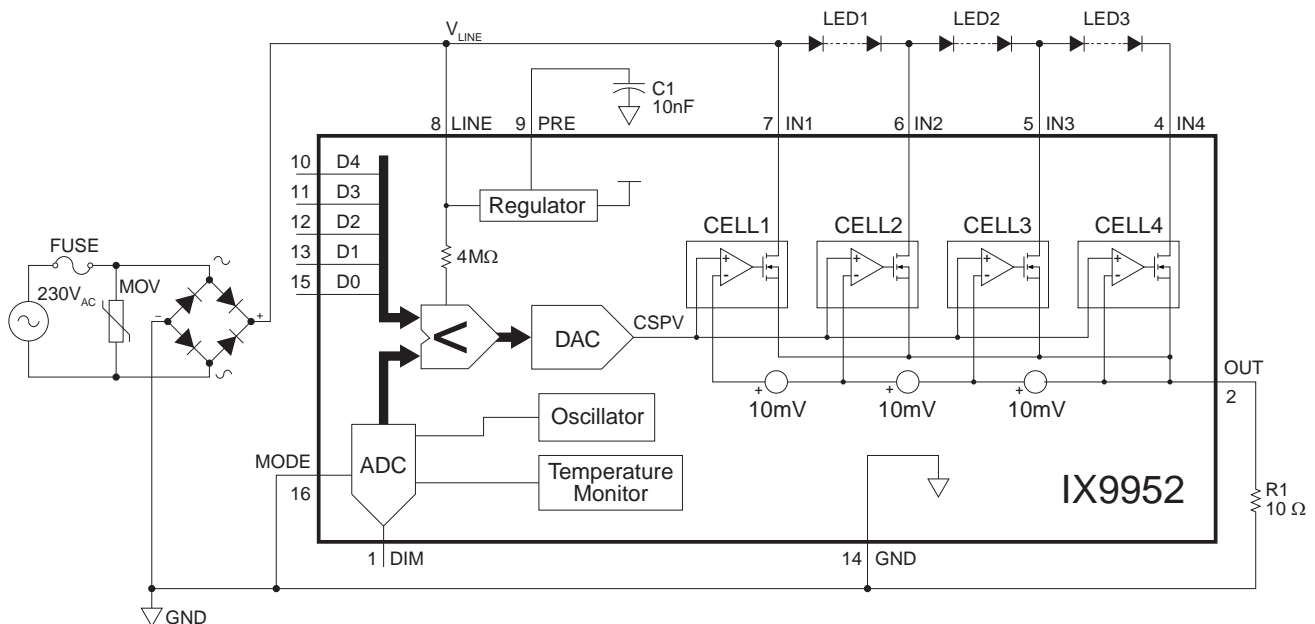 LED1 LED2 LED3
VLINE
C1
10nF
8 LINE 9 PRE 7 IN1 6 IN2 5 IN3 4 IN4
10 D4
11 D3
12 D2
13 D1
15 D0
Regulator
4MΩ
CELL1 CELL2 CELL3 CELL4
+ + + +
- - - -
FUSE
230VAC
MOV
~
− +
~
<
DAC
CSPV
+ 10mV + 10mV + 10mV
OUT
2
Oscillator
MODE
16
ADC
Temperature
Monitor
IX9952
R1
10 Ω
1 DIM
14 GND
GND